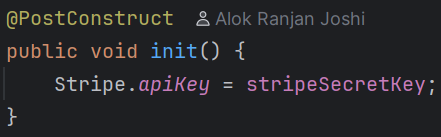 @PostConstruct Alok Ranjan Joshi
public void init() {
    Stripe.apiKey = stripeSecretKey;
}